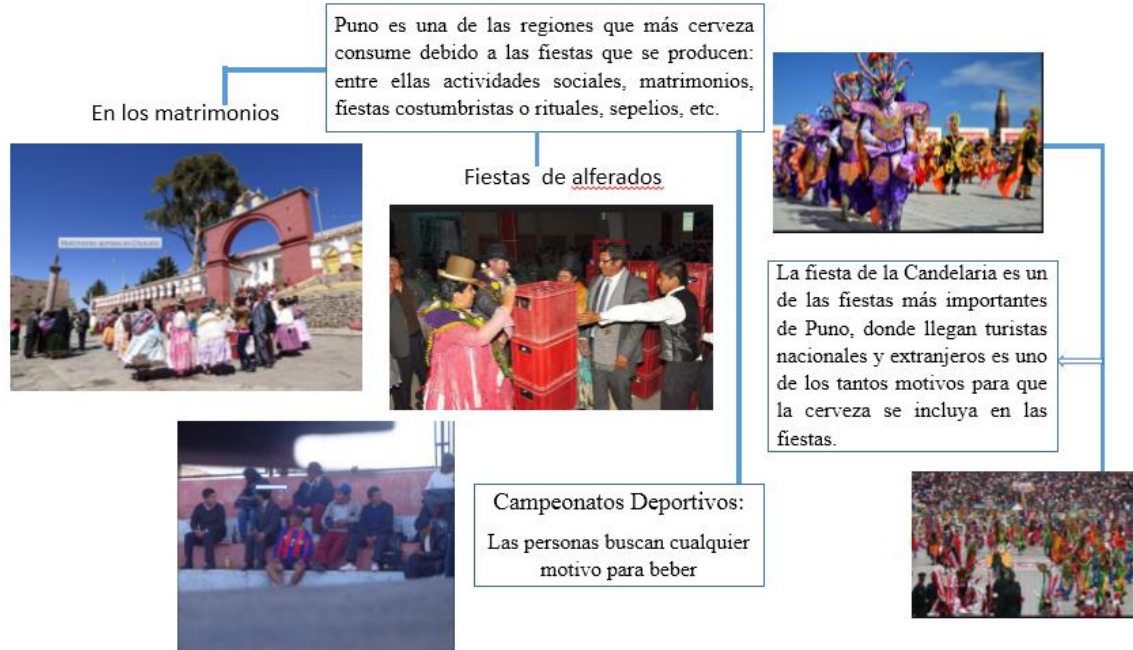 Puno es una de las regiones que más cerveza
consume debido a las fiestas que se producen:
entre ellas actividades sociales, matrimonios,
fiestas costumbristas o rituales, sepelios, etc.
En los matrimonios
Fiestas de alferados
La fiesta de la Candelaria es un
de las fiestas más importantes
de Puno, donde llegan turistas
nacionales y extranjeros es uno
de los tantos motivos para que
la cerveza se incluya en las
fiestas.
Campeonatos Deportivos:
Las personas buscan cualquier
motivo para beber